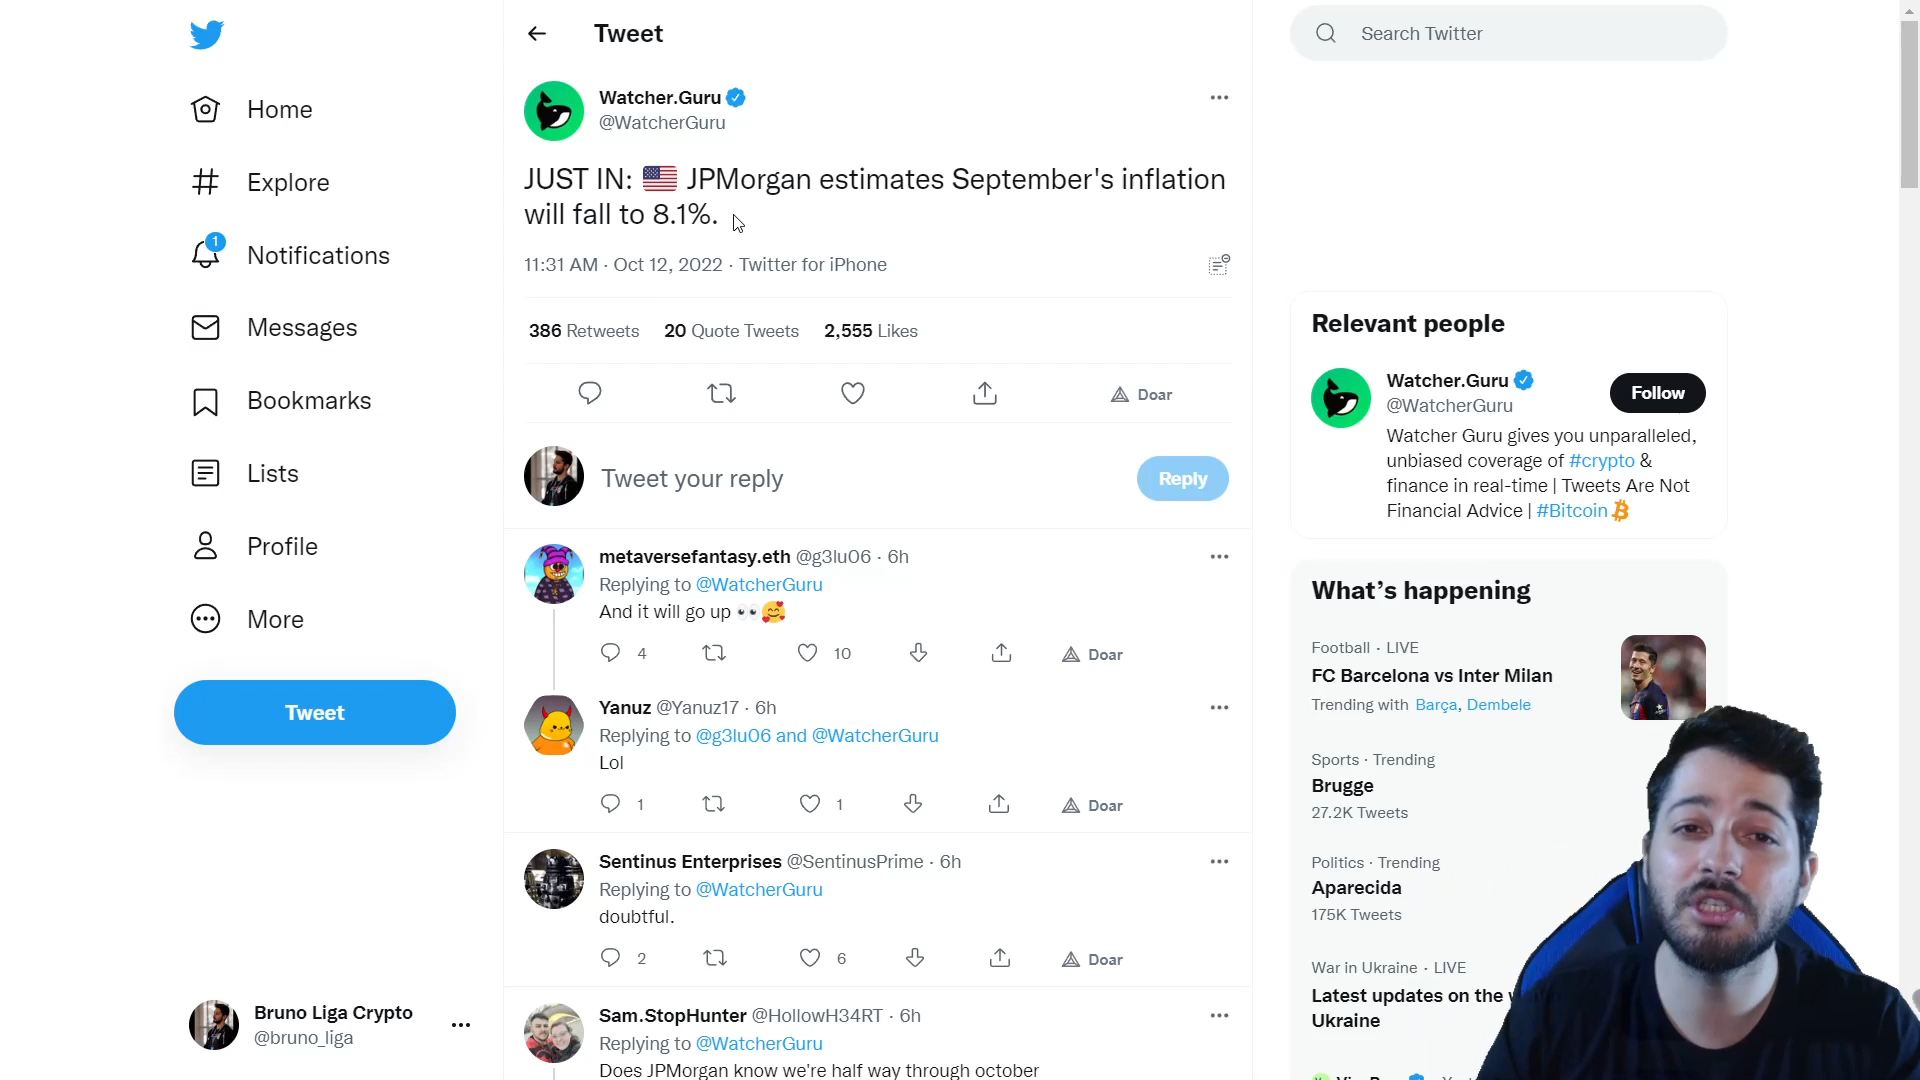 Home
Explore
1
Notifications
Messages
Bookmarks
Lists
Profile
More
Tweet
Bruno Liga Crypto
@bruno_liga
Tweet
Watcher.Guru
@WatcherGuru
JUST IN: 🇺🇸 JPMorgan estimates September's inflation
will fall to 8.1%.
11:31 AM · Oct 12, 2022 · Twitter for iPhone
386 Retweets 20 Quote Tweets 2,555 Likes
Doar
Tweet your reply
Reply
metaversefantasy.eth @g3lu06 · 6h
Replying to @WatcherGuru
And it will go up 👀🥰
4 10 Doar
Yanuz @Yanuz17 · 6h
Replying to @g3lu06 and @WatcherGuru
Lol
1 1 Doar
Sentinus Enterprises @SentinusPrime · 6h
Replying to @WatcherGuru
doubtful.
2 6 Doar
Sam.StopHunter @HollowH34RT · 6h
Replying to @WatcherGuru
Does JPMorgan know we're half way through october
Search Twitter
Relevant people
Watcher.Guru
@WatcherGuru
Follow
Watcher Guru gives you unparalleled,
unbiased coverage of #crypto &
finance in real-time | Tweets Are Not
Financial Advice | #Bitcoin
What's happening
Football · LIVE
FC Barcelona vs Inter Milan
Trending with Barça, Dembele
Sports · Trending
Brugge
27.2K Tweets
Politics · Trending
Aparecida
175K Tweets
War in Ukraine · LIVE
Latest updates on the
Ukraine